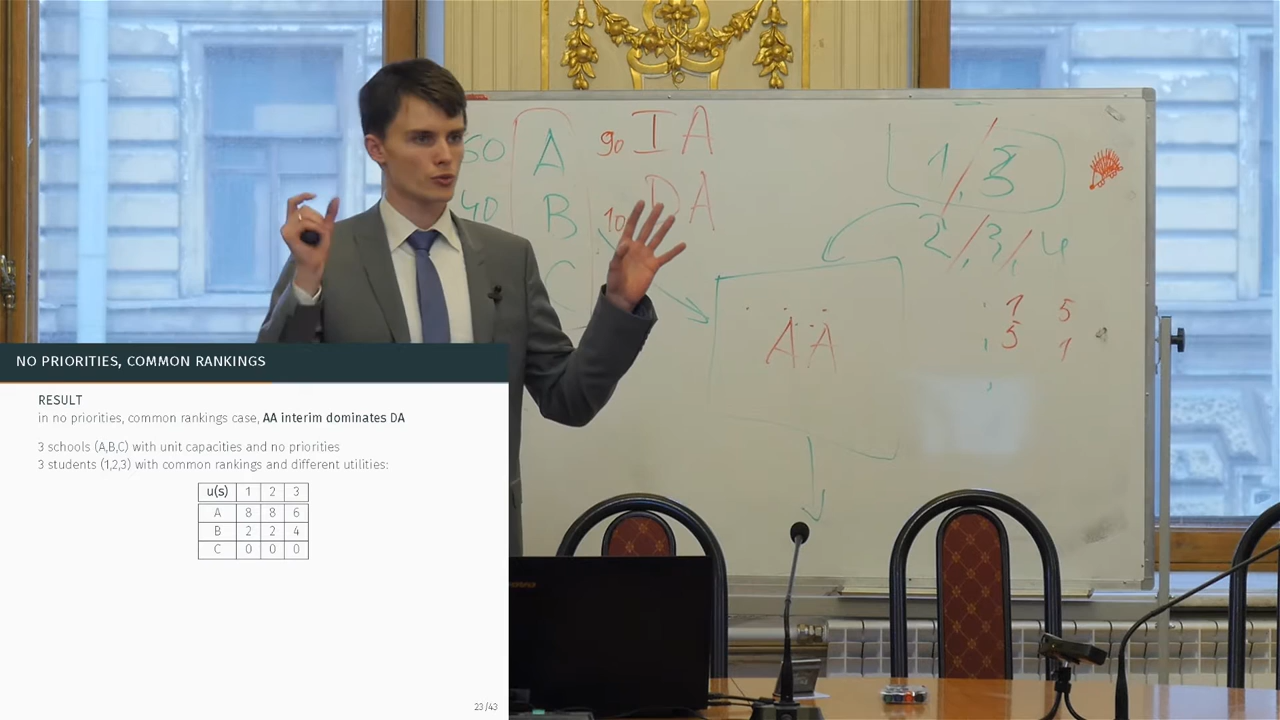 60 A 90 IA
40 B 10 DA
C
1/3
2/3/4
AA
1 5
5 1
NO PRIORITIES, COMMON RANKINGS
RESULT
in no priorities, common rankings case, AA interim dominates DA
3 schools (A,B,C) with unit capacities and no priorities
3 students (1,2,3) with common rankings and different utilities:
u(s) 1 2 3
A 8 8 6
B 2 2 4
C 0 0 0
23/43